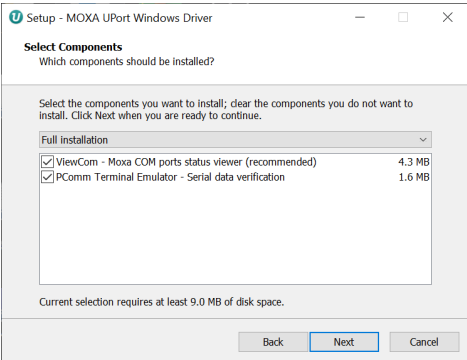 Setup - MOXA UPort Windows Driver
Select Components
Which components should be installed?
Select the components you want to install; clear the components you do not want to
install. Click Next when you are ready to continue.
Full installation
ViewCom - Moxa COM ports status viewer (recommended) 4.3 MB
PComm Terminal Emulator - Serial data verification 1.6 MB
Current selection requires at least 9.0 MB of disk space.
Back Next Cancel